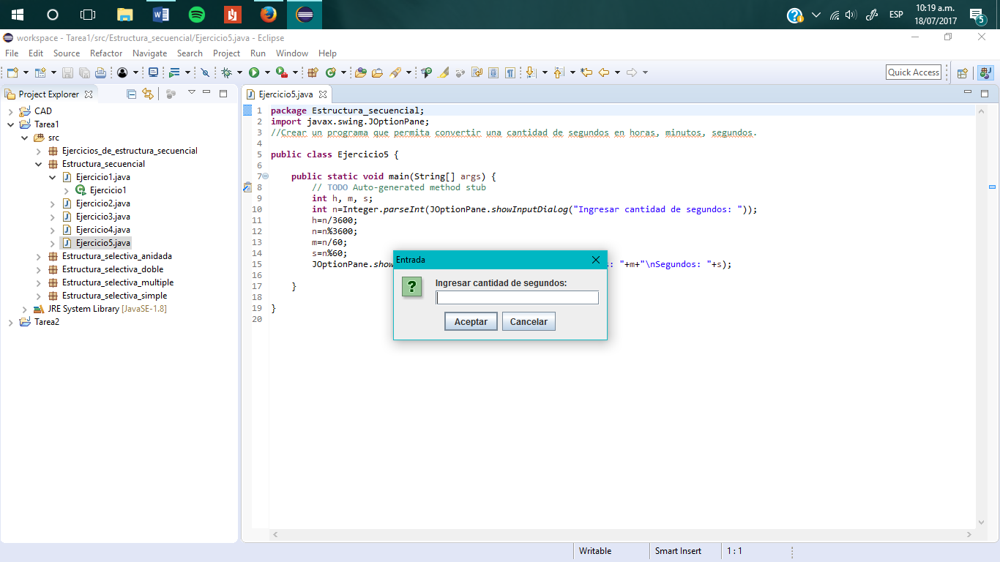 ESP
10:19 a.m.
18/07/2017
5
workspace - Tarea1/src/Estructura_secuencial/Ejercicio5.java - Eclipse
File Edit Source Refactor Navigate Search Project Run Window Help
Quick Access
Project Explorer
CAD
Tarea1
src
Ejercicios_de_estructura_secuencial
Estructura_secuencial
Ejercicio1.java
Ejercicio1
Ejercicio2.java
Ejercicio3.java
Ejercicio4.java
Ejercicio5.java
Estructura_selectiva_anidada
Estructura_selectiva_doble
Estructura_selectiva_multiple
Estructura_selectiva_simple
JRE System Library [JavaSE-1.8]
Tarea2
Ejercicio5.java
1 package Estructura_secuencial;
2 import javax.swing.JOptionPane;
3 //Crear un programa que permita convertir una cantidad de segundos en horas, minutos, segundos.
4
5 public class Ejercicio5 {
6
7 public static void main(String[] args) {
8 // TODO Auto-generated method stub
9 int h, m, s;
10 int n=Integer.parseInt(JOptionPane.showInputDialog("Ingresar cantidad de segundos: "));
11 h=n/3600;
12 n=n%3600;
13 m=n/60;
14 s=n%60;
15 JOptionPane.show : "+m+"\nSegundos: "+s);
16
17 }
18
19 }
20
Entrada
Ingresar cantidad de segundos:
Aceptar Cancelar
Writable Smart Insert 1 : 1